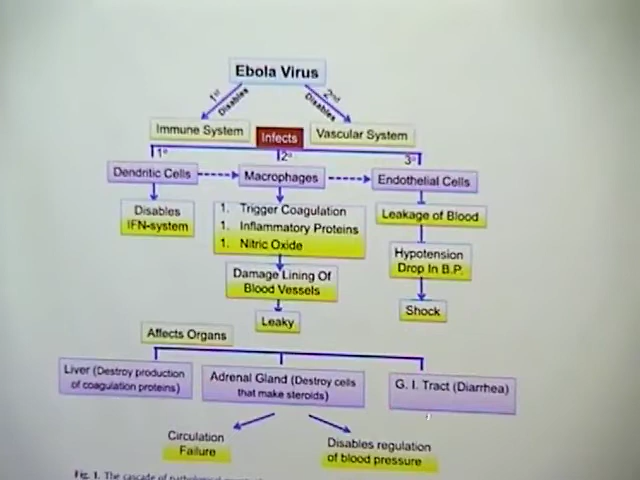 Ebola Virus
1st Disables
2nd Disables
Immune System
Infects
Vascular System
1°
2°
3°
Dendritic Cells
Macrophages
Endothelial Cells
Disables
IFN-system
1. Trigger Coagulation
1. Inflammatory Proteins
1. Nitric Oxide
Leakage of Blood
Hypotension
Drop In B.P.
Damage Lining Of
Blood Vessels
Shock
Leaky
Affects Organs
Liver (Destroy production
of coagulation proteins)
Adrenal Gland (Destroy cells
that make steroids)
G. I. Tract (Diarrhea)
Circulation
Failure
Disables regulation
of blood pressure
Fig. 1. The cascade of